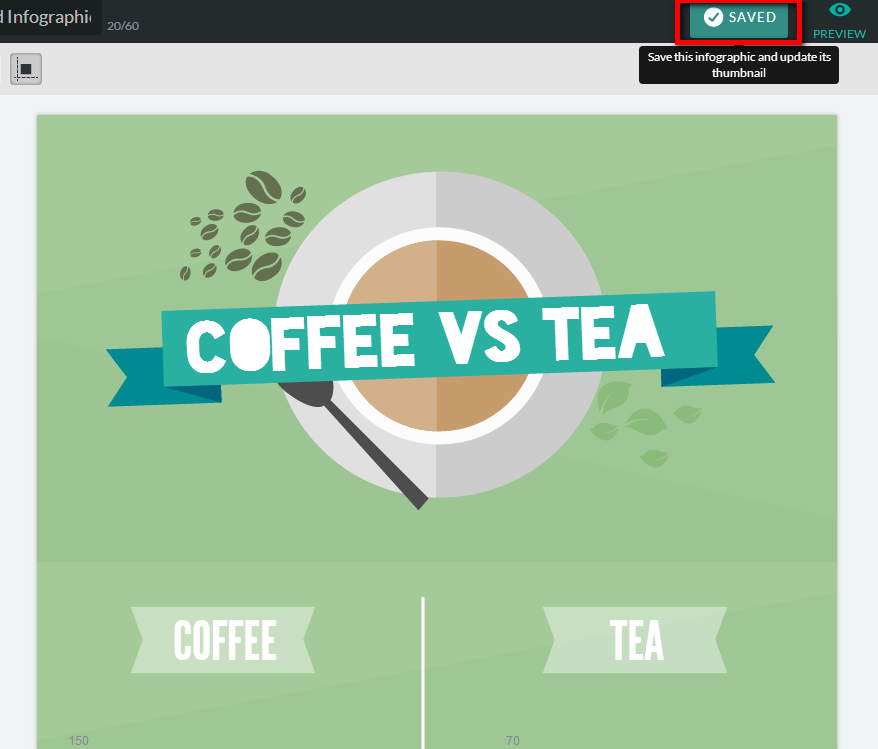 Infographic
20/60
SAVED
PREVIEW
Save this infographic and update its
thumbnail
COFFEE VS TEA
COFFEE
TEA
150
70